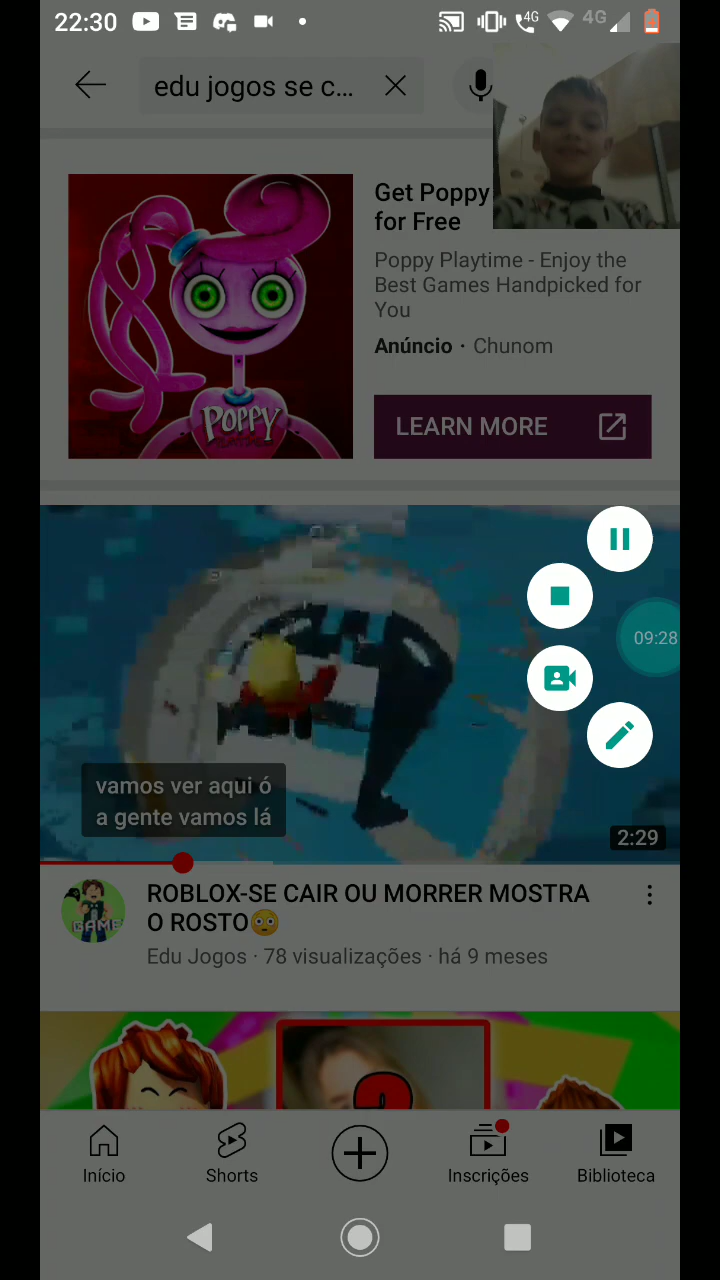 22:30
4G
4G
edu jogos se c...
Get Poppy
for Free
Poppy Playtime - Enjoy the
Best Games Handpicked for
You
Anúncio · Chunom
LEARN MORE
POPPY
09:28
vamos ver aqui ó
a gente vamos lá
2:29
ROBLOX-SE CAIR OU MORRER MOSTRA
O ROSTO😳
GAME
Edu Jogos · 78 visualizações · há 9 meses
?
Início
Shorts
Inscrições
Biblioteca